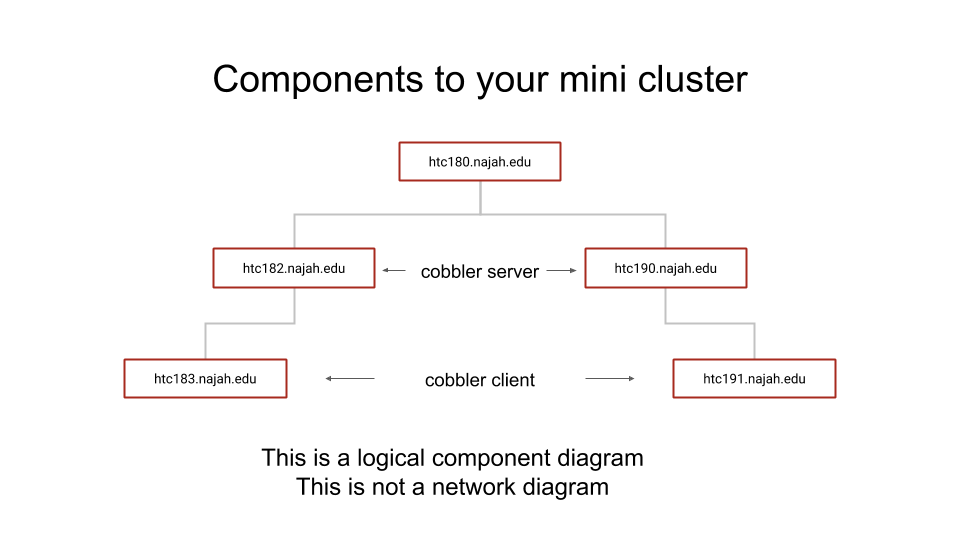 Components to your mini cluster
htc180.najah.edu
htc182.najah.edu
cobbler server
htc190.najah.edu
htc183.najah.edu
cobbler client
htc191.najah.edu
This is a logical component diagram
This is not a network diagram